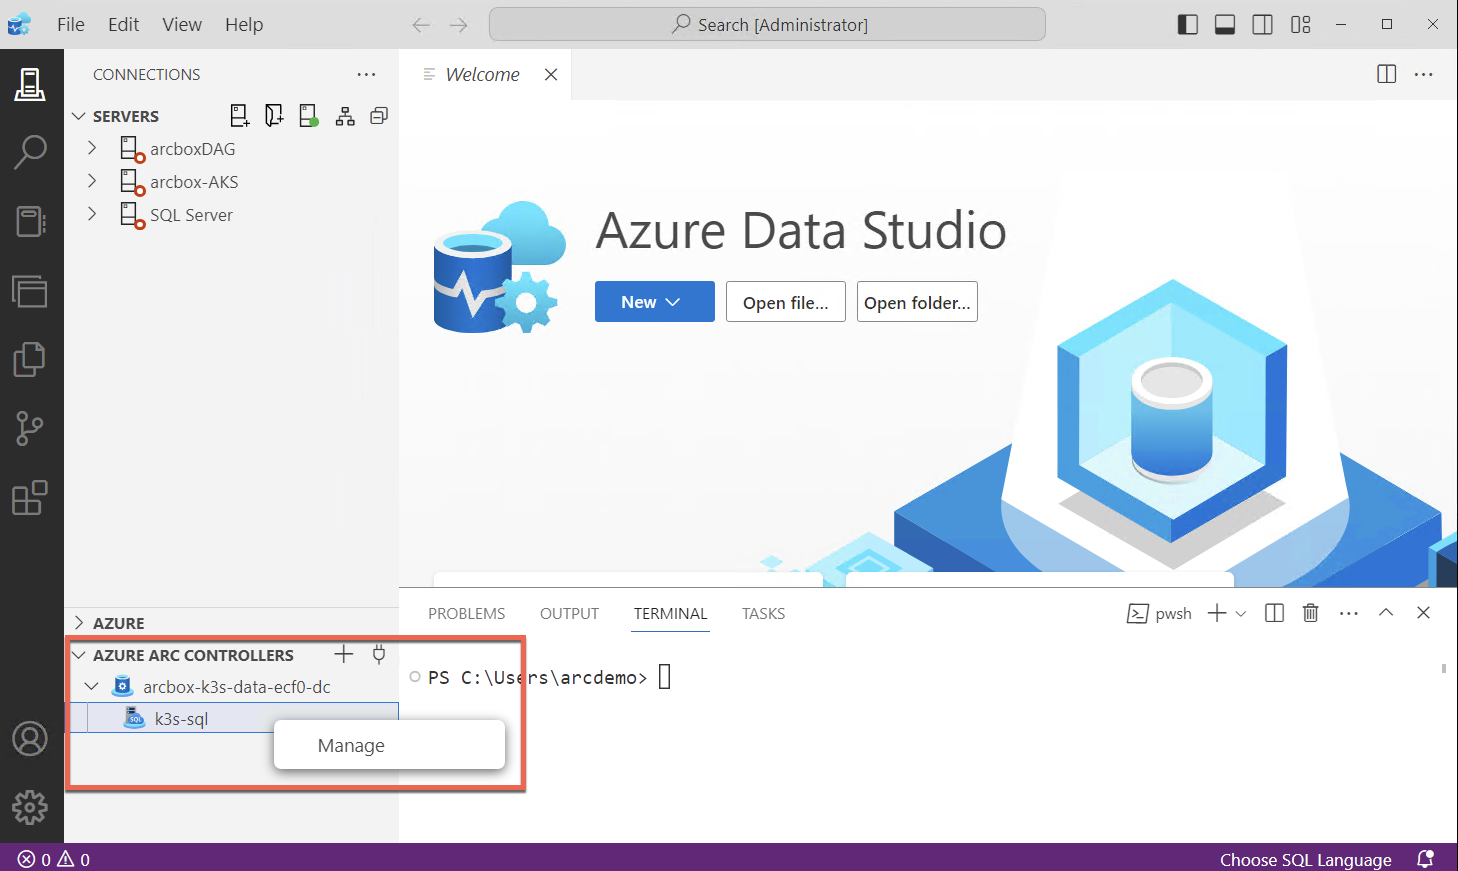 File Edit View Help
Search [Administrator]
CONNECTIONS
SERVERS
arcboxDAG
arcbox-AKS
SQL Server
Welcome
Azure Data Studio
New
Open file...
Open folder...
AZURE
AZURE ARC CONTROLLERS
arcbox-k3s-data-ecf0-dc
SQL k3s-sql
Manage
PROBLEMS OUTPUT TERMINAL TASKS
pwsh
PS C:\Users\arcdemo>
0 0
Choose SQL Language